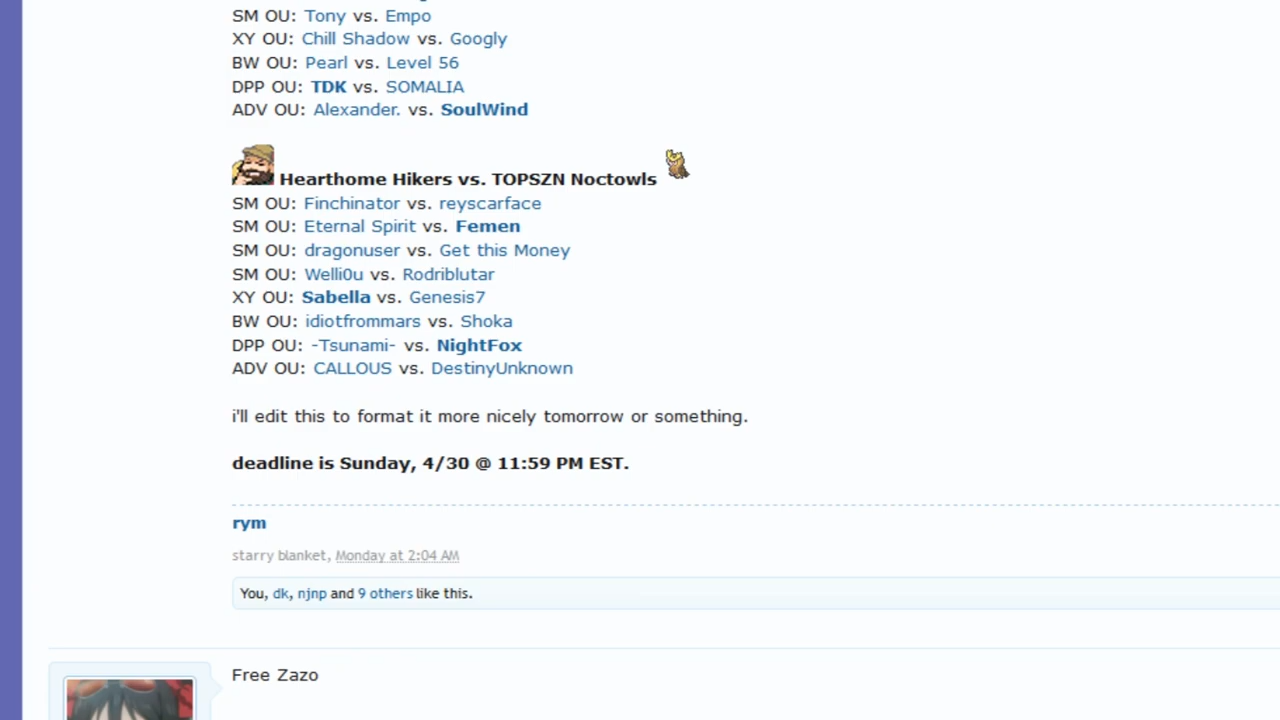 SM OU: Tony vs. Empo
XY OU: Chill Shadow vs. Googly
BW OU: Pearl vs. Level 56
DPP OU: TDK vs. SOMALIA
ADV OU: Alexander. vs. SoulWind
Hearthome Hikers vs. TOPSZN Noctowls
SM OU: Finchinator vs. reyscarface
SM OU: Eternal Spirit vs. Femen
SM OU: dragonuser vs. Get this Money
SM OU: Welli0u vs. Rodriblutar
XY OU: Sabella vs. Genesis7
BW OU: idiotfrommars vs. Shoka
DPP OU: -Tsunami- vs. NightFox
ADV OU: CALLOUS vs. DestinyUnknown
i'll edit this to format it more nicely tomorrow or something.
deadline is Sunday, 4/30 @ 11:59 PM EST.
rym
starry blanket, Monday at 2:04 AM
You, dk, njnp and 9 others like this.
Free Zazo